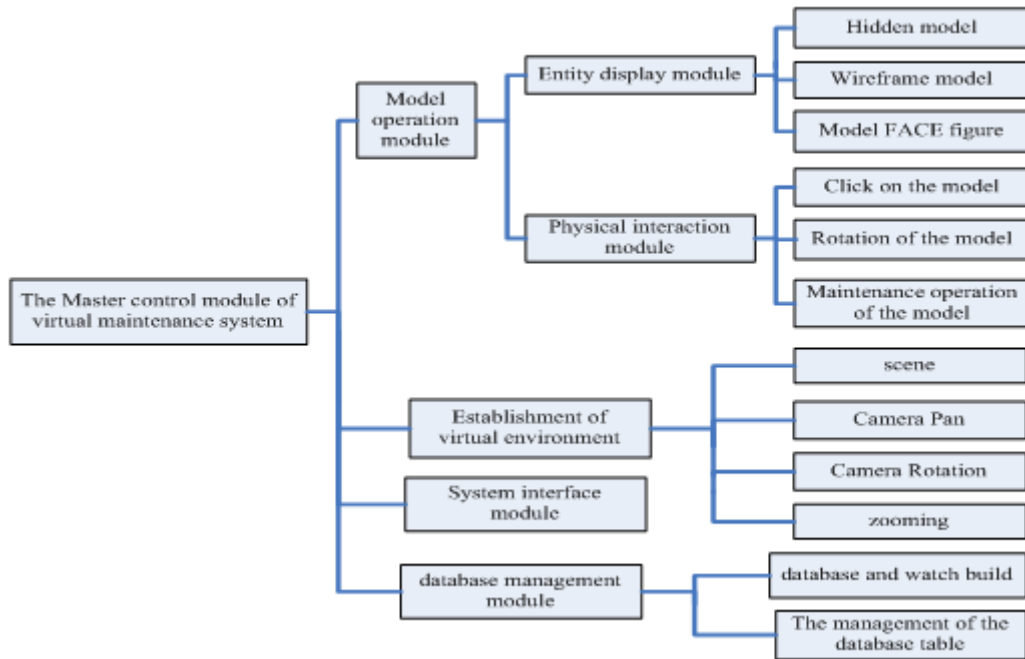 The Master control module of
virtual maintenance system
Model
operation
module
Entity display module
Hidden model
Wireframe model
Model FACE figure
Physical interaction
module
Click on the model
Rotation of the model
Maintenance operation
of the model
Establishment of
virtual environment
scene
Camera Pan
Camera Rotation
zooming
System interface
module
database management
module
database and watch build
The management of the
database table